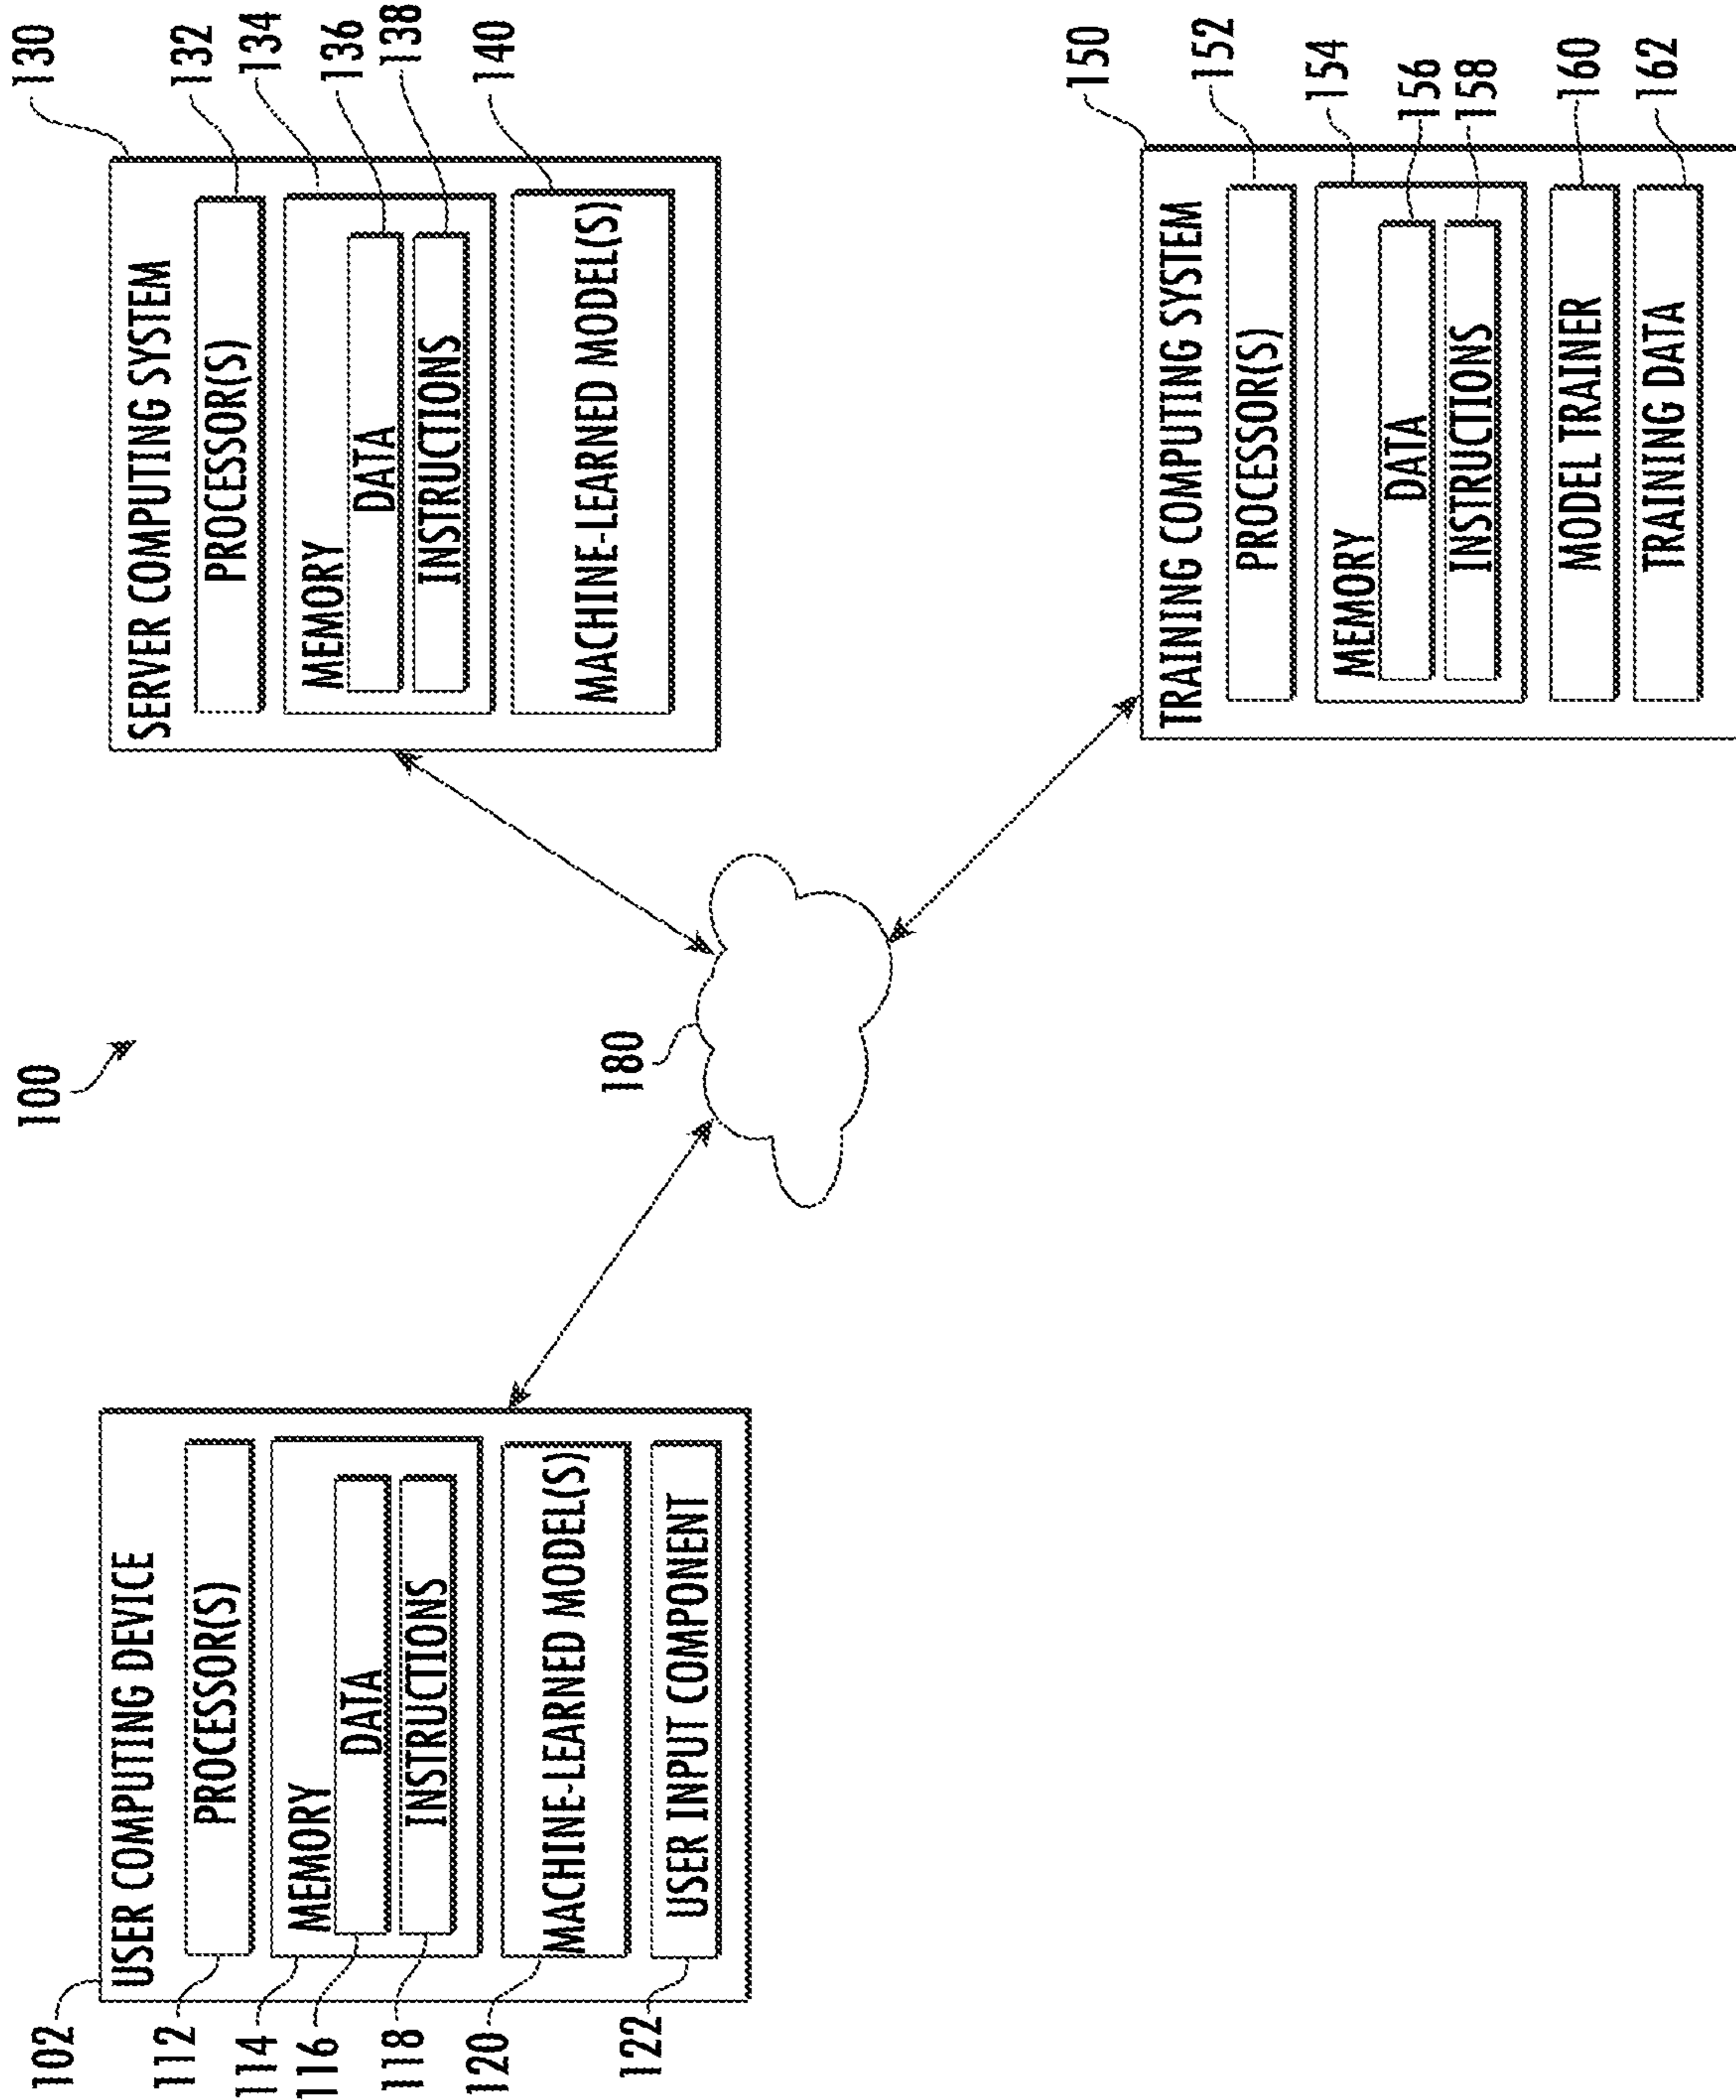 100
102
USER COMPUTING DEVICE
112
PROCESSOR(S)
114
MEMORY
116
DATA
118
INSTRUCTIONS
120
MACHINE-LEARNED MODEL(S)
122
USER INPUT COMPONENT
180
130
SERVER COMPUTING SYSTEM
132
PROCESSOR(S)
134
MEMORY
136
DATA
138
INSTRUCTIONS
140
MACHINE-LEARNED MODEL(S)
150
TRAINING COMPUTING SYSTEM
152
PROCESSOR(S)
154
MEMORY
156
DATA
158
INSTRUCTIONS
160
MODEL TRAINER
162
TRAINING DATA